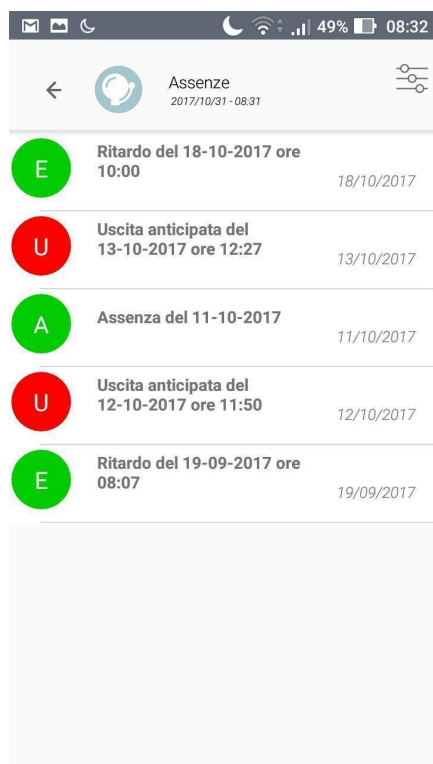 49% 08:32
Assenze
2017/10/31 - 08:31
E
Ritardo del 18-10-2017 ore
10:00
18/10/2017
U
Uscita anticipata del
13-10-2017 ore 12:27
13/10/2017
A
Assenza del 11-10-2017
11/10/2017
U
Uscita anticipata del
12-10-2017 ore 11:50
12/10/2017
E
Ritardo del 19-09-2017 ore
08:07
19/09/2017